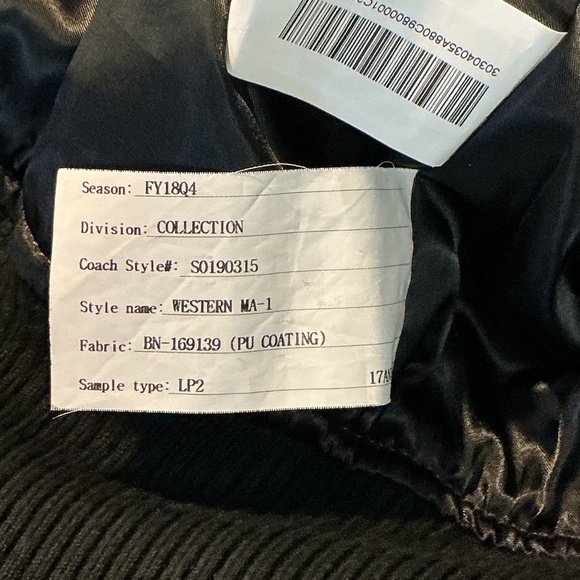 30304035A880C9800001C
Season: FY18Q4
Division: COLLECTION
Coach Style#: S0190315
Style name: WESTERN MA-1
Fabric: BN-169139 (PU COATING)
Sample type: LP2